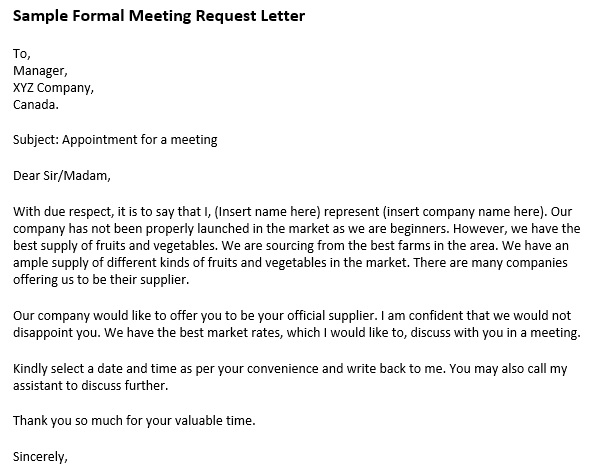 Sample Formal Meeting Request Letter
To,
Manager,
XYZ Company,
Canada.
Subject: Appointment for a meeting
Dear Sir/Madam,
With due respect, it is to say that I, (Insert name here) represent (insert company name here). Our
company has not been properly launched in the market as we are beginners. However, we have the
best supply of fruits and vegetables. We are sourcing from the best farms in the area. We have an
ample supply of different kinds of fruits and vegetables in the market. There are many companies
offering us to be their supplier.
Our company would like to offer you to be your official supplier. I am confident that we would not
disappoint you. We have the best market rates, which I would like to, discuss with you in a meeting.
Kindly select a date and time as per your convenience and write back to me. You may also call my
assistant to discuss further.
Thank you so much for your valuable time.
Sincerely,